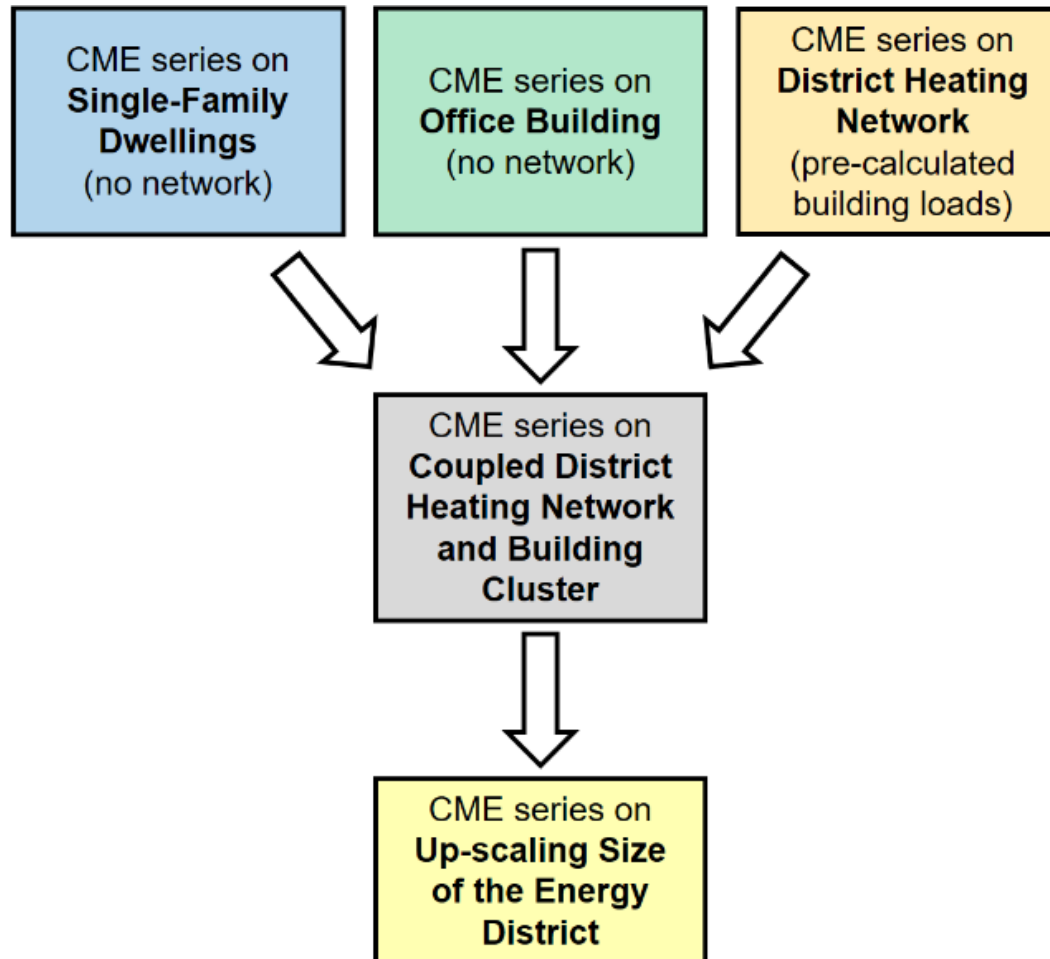 CME series on
Single-Family
Dwellings
(no network)
CME series on
Office Building
(no network)
CME series on
District Heating
Network
(pre-calculated
building loads)
CME series on
Coupled District
Heating Network
and Building
Cluster
CME series on
Up-scaling Size
of the Energy
District